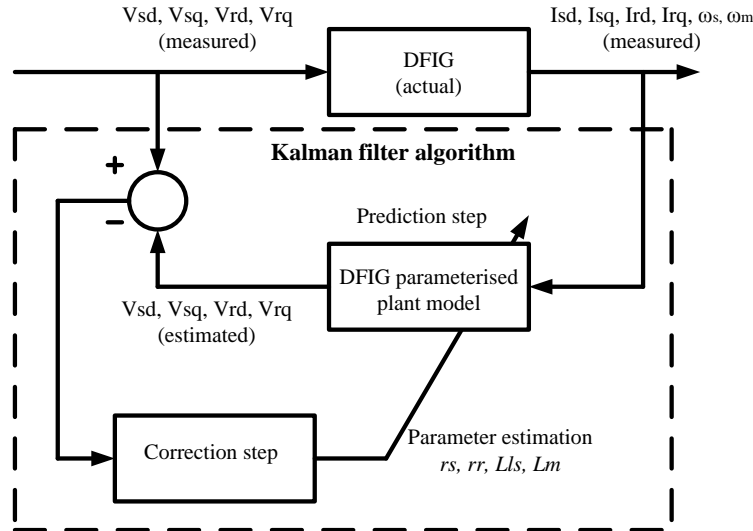 Vsd, Vsq, Vrd, Vrq
(measured)
DFIG
(actual)
Isd, Isq, Ird, Irq, ωs, ωm
(measured)
Kalman filter algorithm
+
−
Prediction step
DFIG parameterised
plant model
Vsd, Vsq, Vrd, Vrq
(estimated)
Correction step
Parameter estimation
rs, rr, Lls, Lm